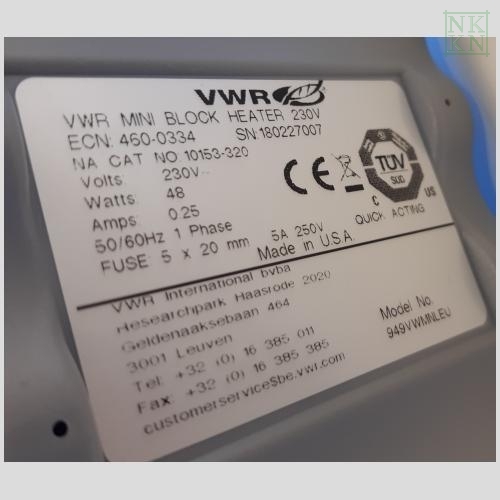 NK
KN
VWR
VWR MINI BLOCK HEATER 230V
ECN: 460-0334 SN:180227007
NA CAT NO 10153-320
Volts: 230V~
Watts: 48
Amps: 0.25
50/60Hz 1 Phase
FUSE: 5 x 20 mm 5A 250V QUICK ACTING
Made in U.S.A.
CE
TÜV
SÜD
C US
VWR International bvba
Researchpark Haasrode 2020
Geldenaaksebaan 464
3001 Leuven
Tel: +32 (0) 16 385 011
Fax: +32 (0) 16 385 385
customerservice@be.vwr.com
Model No.
949VWMNLEU